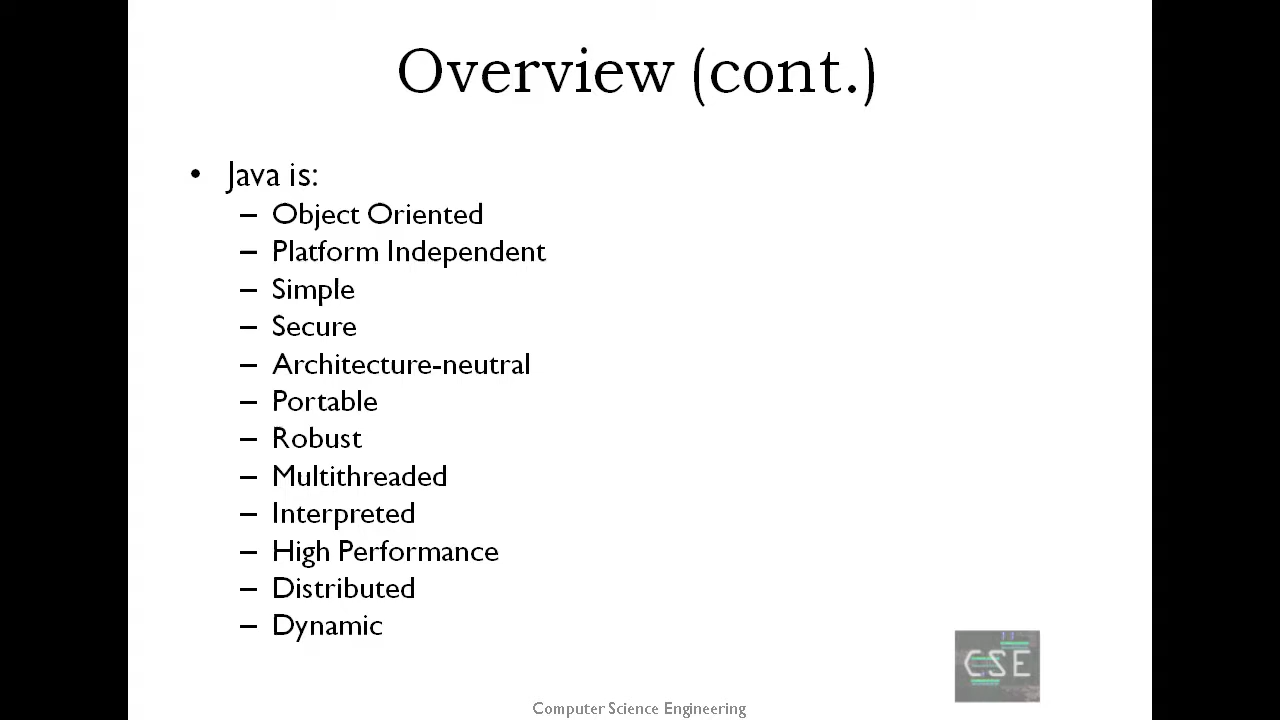 Overview (cont.)
• Java is:
– Object Oriented
– Platform Independent
– Simple
– Secure
– Architecture-neutral
– Portable
– Robust
– Multithreaded
– Interpreted
– High Performance
– Distributed
– Dynamic
CSE
Computer Science Engineering